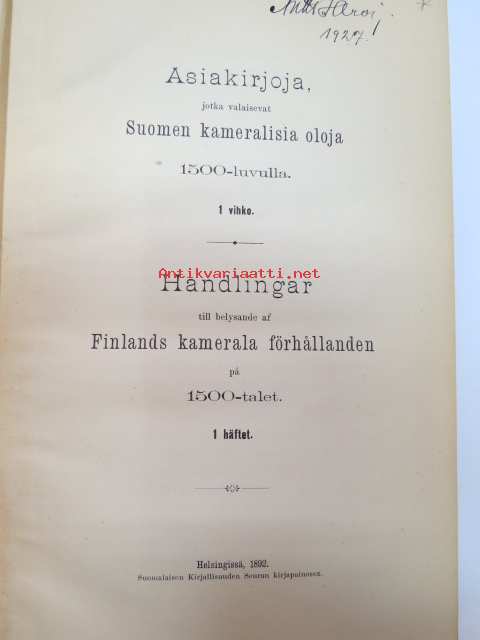 1927.
Asiakirjoja,
jotka valaisevat
Suomen kameralisia oloja
1500-luvulla.
1 vihko.
Antikvariaatti.net
Handlingar
till belysande af
Finlands kamerala förhållanden
på
1500-talet.
1 häftet.
Helsingissä, 1892.
Suomalaisen Kirjallisuuden Seuran kirjapainossa.